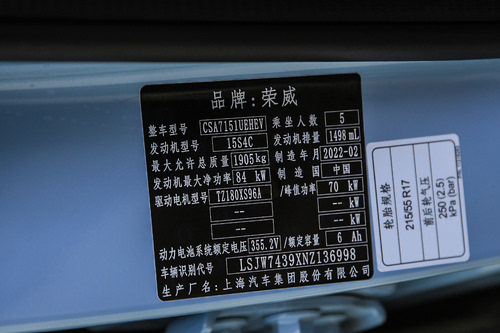 品牌:荣威
整车型号 CSA7151UEHEV 乘坐人数 5
发动机型号 15S4C 发动机排量 1498 mL
最大允许总质量 1905kg 制造年月 2022-02
发动机最大净功率 84 kW 制造国 中国
驱动电机型号 TZ180XS96A /峰值功率 70 kW
-- -- kW
-- -- kW
动力电池系统额定电压 355.2V /额定容量 6 Ah
车辆识别代号 LSJW7439XNZ136998
生产厂名：上海汽车集团股份有限公司
轮胎规格
215/55 R17
前后轮气压
250 (2.5)
kPa (bar)